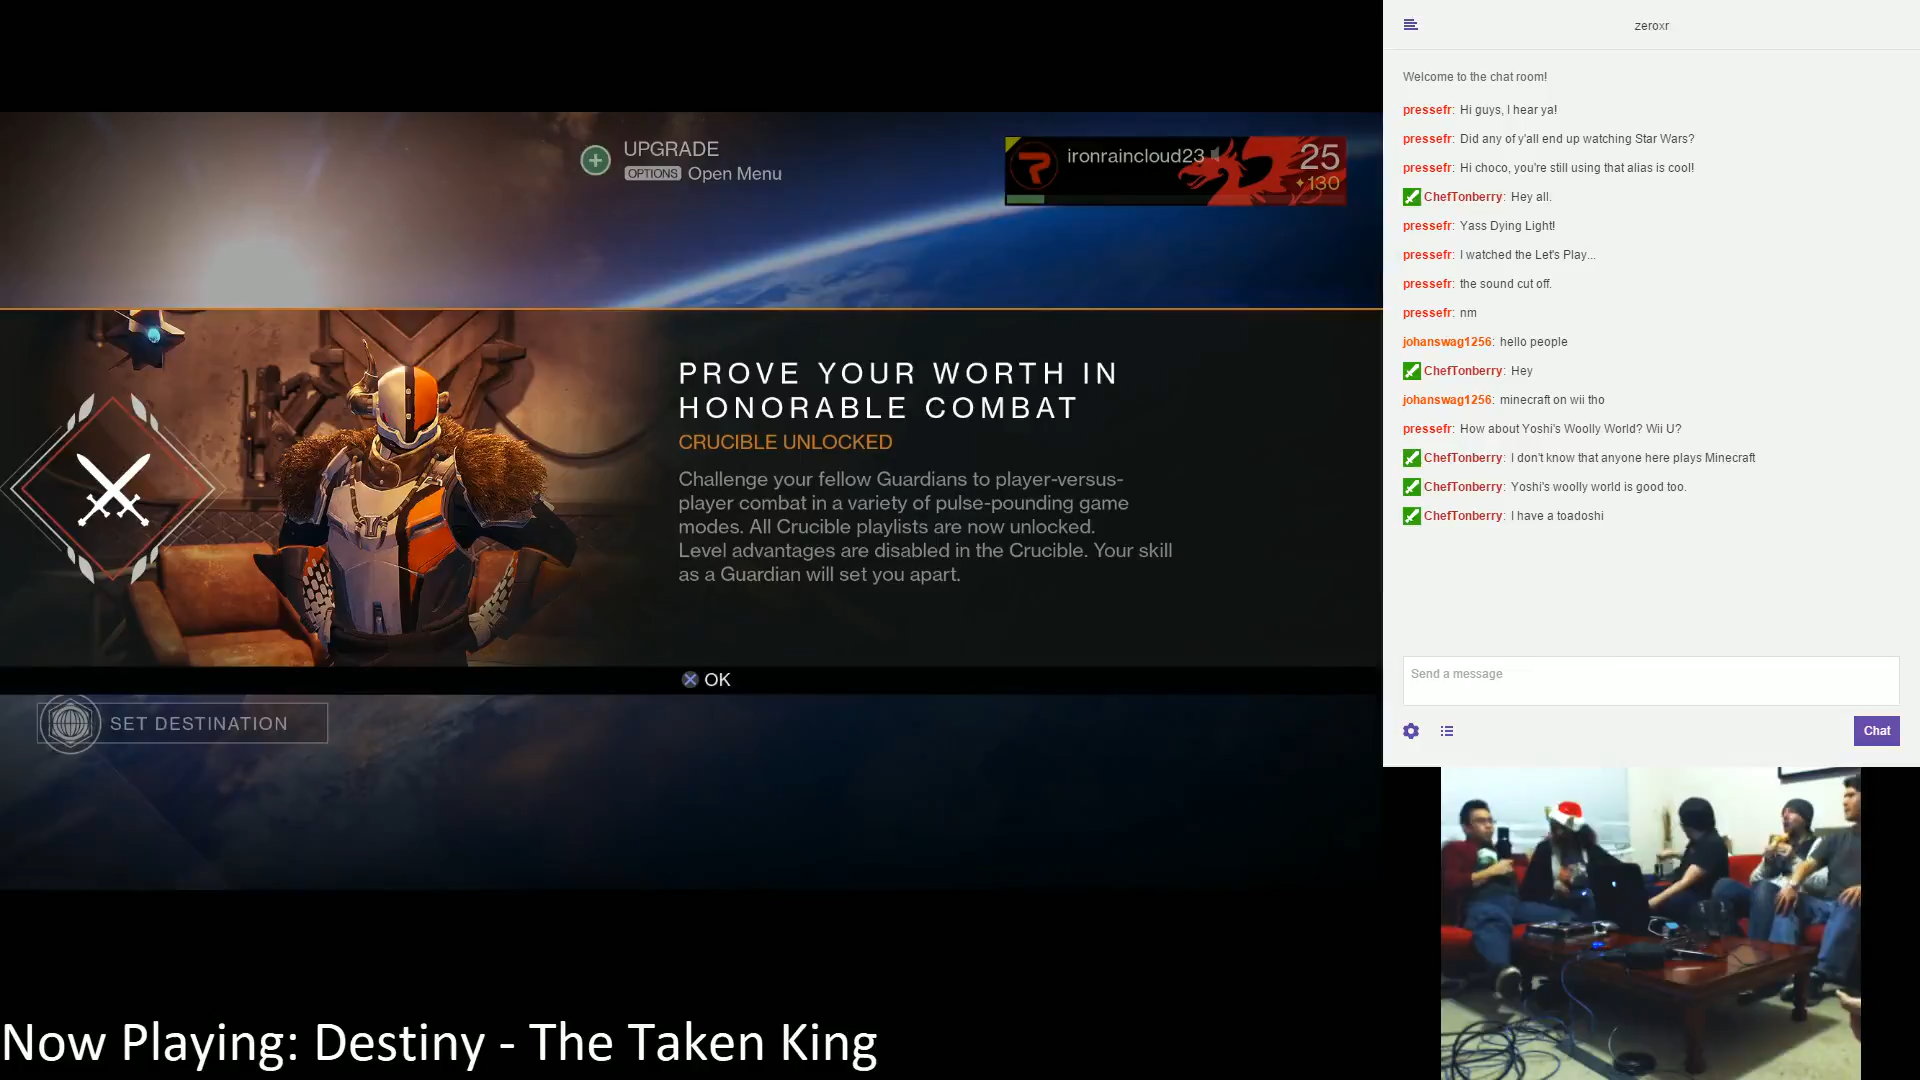 UPGRADE
OPTIONS Open Menu
ironraincloud23
25
130
PROVE YOUR WORTH IN
HONORABLE COMBAT
CRUCIBLE UNLOCKED
Challenge your fellow Guardians to player-versus-
player combat in a variety of pulse-pounding game
modes. All Crucible playlists are now unlocked.
Level advantages are disabled in the Crucible. Your skill
as a Guardian will set you apart.
OK
SET DESTINATION
Now Playing: Destiny - The Taken King
zeroxr
Welcome to the chat room!
pressefr: Hi guys, I hear ya!
pressefr: Did any of y'all end up watching Star Wars?
pressefr: Hi choco, you're still using that alias is cool!
ChefTonberry: Hey all.
pressefr: Yass Dying Light!
pressefr: I watched the Let's Play...
pressefr: the sound cut off.
pressefr: nm
johanswag1256: hello people
ChefTonberry: Hey
johanswag1256: minecraft on wii tho
pressefr: How about Yoshi's Woolly World? Wii U?
ChefTonberry: I don't know that anyone here plays Minecraft
ChefTonberry: Yoshi's woolly world is good too.
ChefTonberry: I have a toadoshi
Send a message
Chat